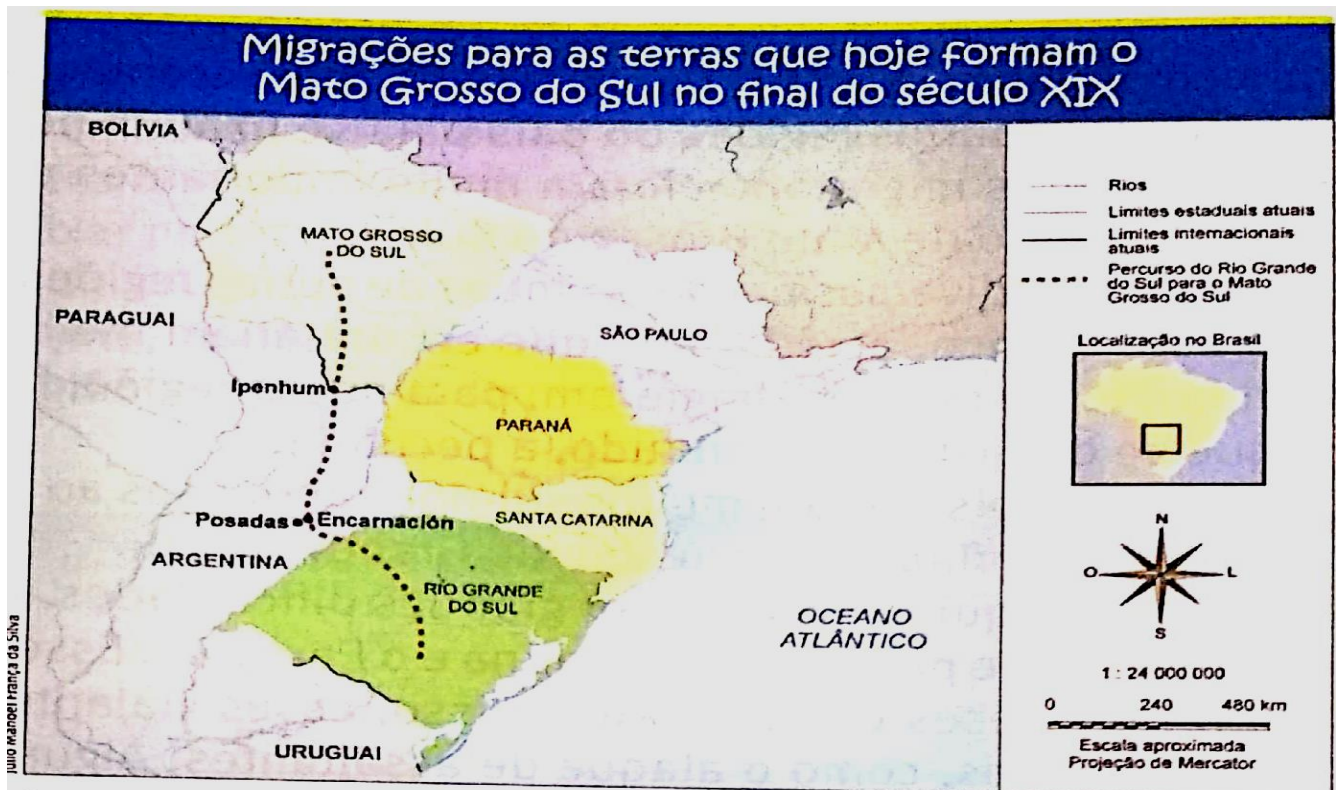 Migrações para as terras que hoje formam o
Mato Grosso do Sul no final do século XIX
BOLÍVIA
MATO GROSSO
DO SUL
PARAGUAI
SÃO PAULO
Ipenhum
PARANÁ
Posadas
Encarnación
SANTA CATARINA
ARGENTINA
RIO GRANDE
DO SUL
OCEANO
ATLÂNTICO
URUGUAI
Rios
Limites estaduais atuais
Limites internacionais
atuais
Percurso do Rio Grande
do Sul para o Mato
Grosso do Sul
Localização no Brasil
N
O
L
S
1 : 24 000 000
0 240 480 km
Escala aproximada
Projeção de Mercator
Júlio Manoel França da Silva